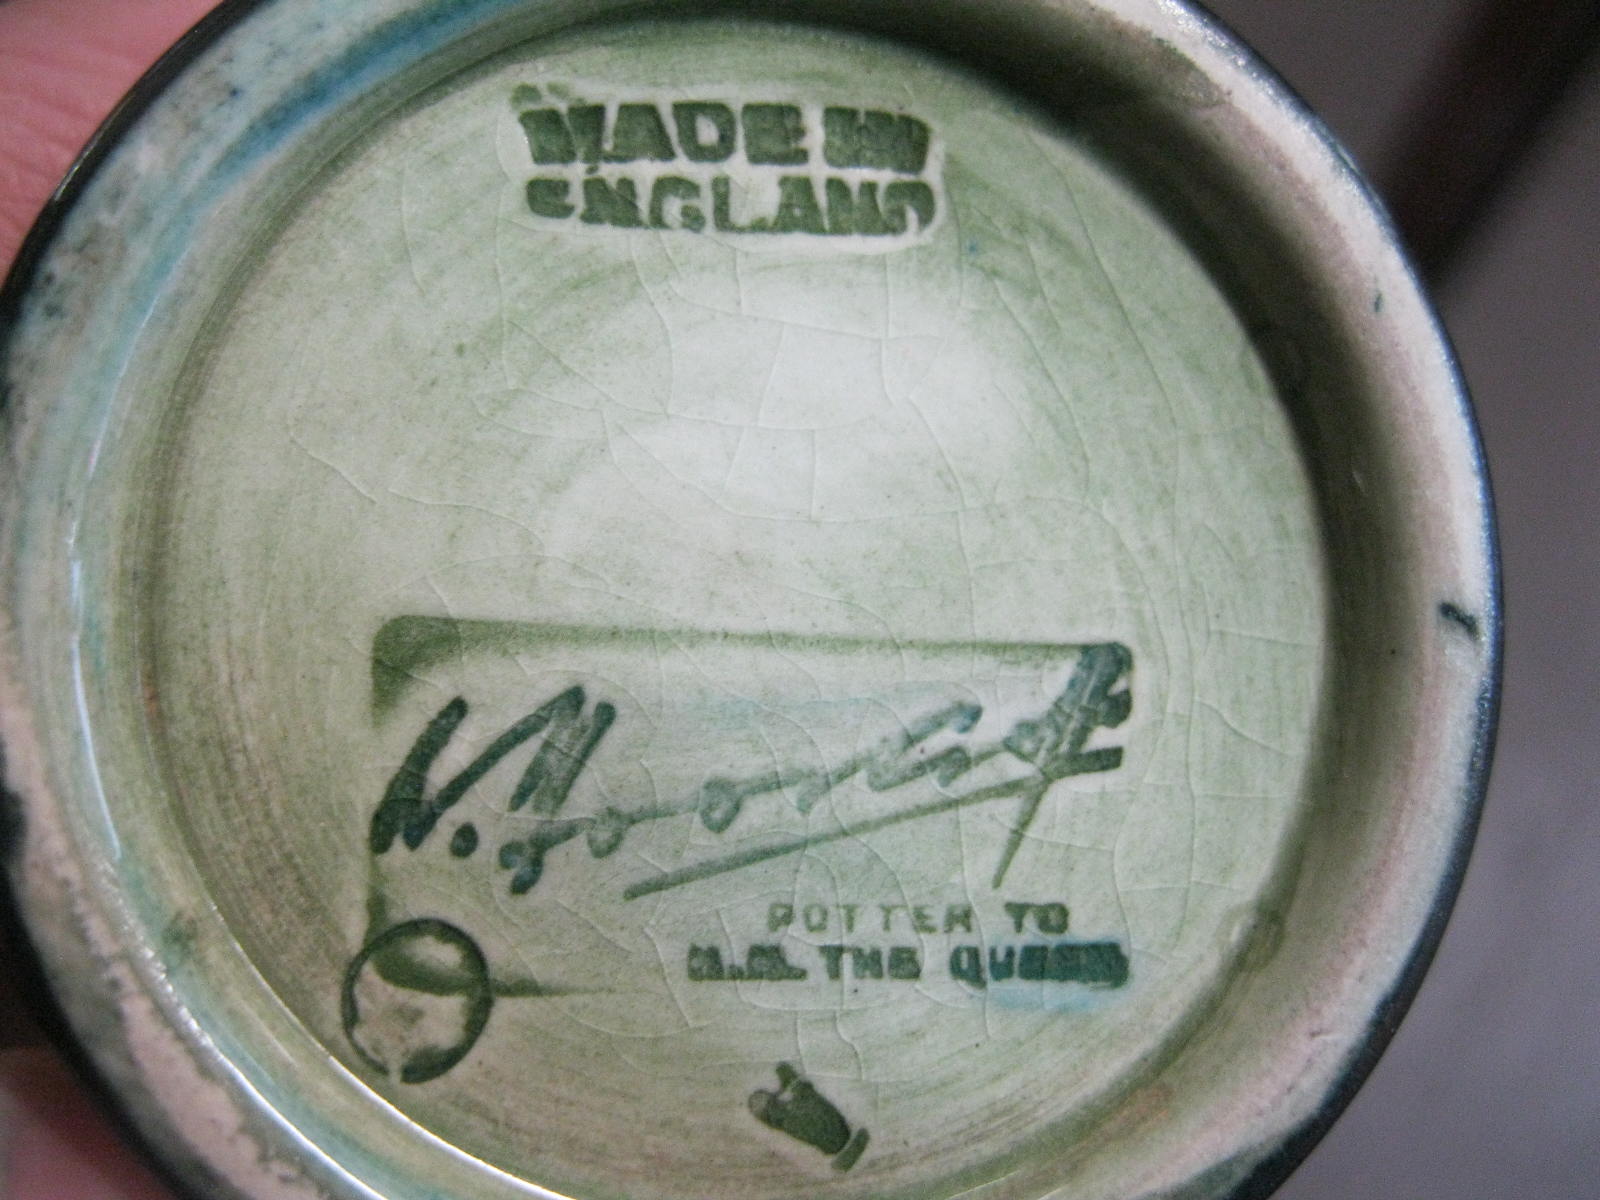 MADE IN
ENGLAND
W. Moorcroft
POTTER TO
H.M. THE QUEEN